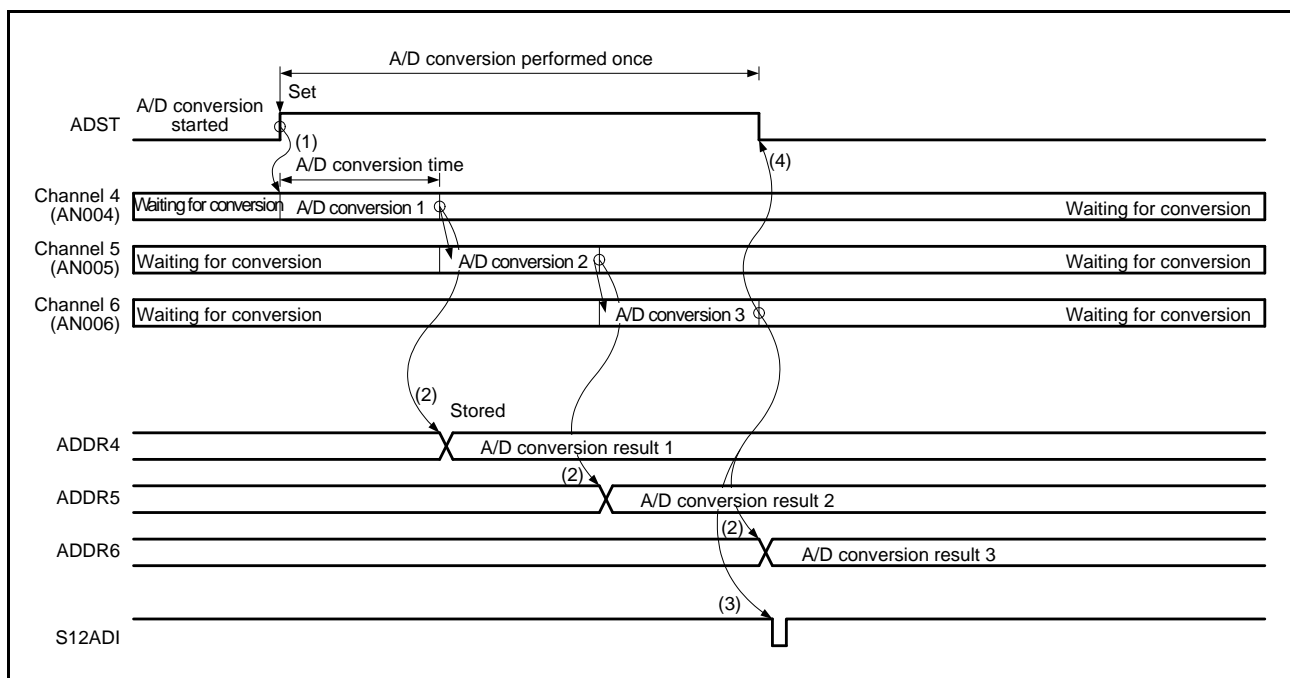 A/D conversion performed once
Set
A/D conversion
started
ADST
(1)
(4)
A/D conversion time
Channel 4
(AN004)
Waiting for conversion
A/D conversion 1
Waiting for conversion
Channel 5
(AN005)
Waiting for conversion
A/D conversion 2
Waiting for conversion
Channel 6
(AN006)
Waiting for conversion
A/D conversion 3
Waiting for conversion
(2)
Stored
ADDR4
A/D conversion result 1
(2)
ADDR5
A/D conversion result 2
(2)
ADDR6
A/D conversion result 3
(3)
S12ADI